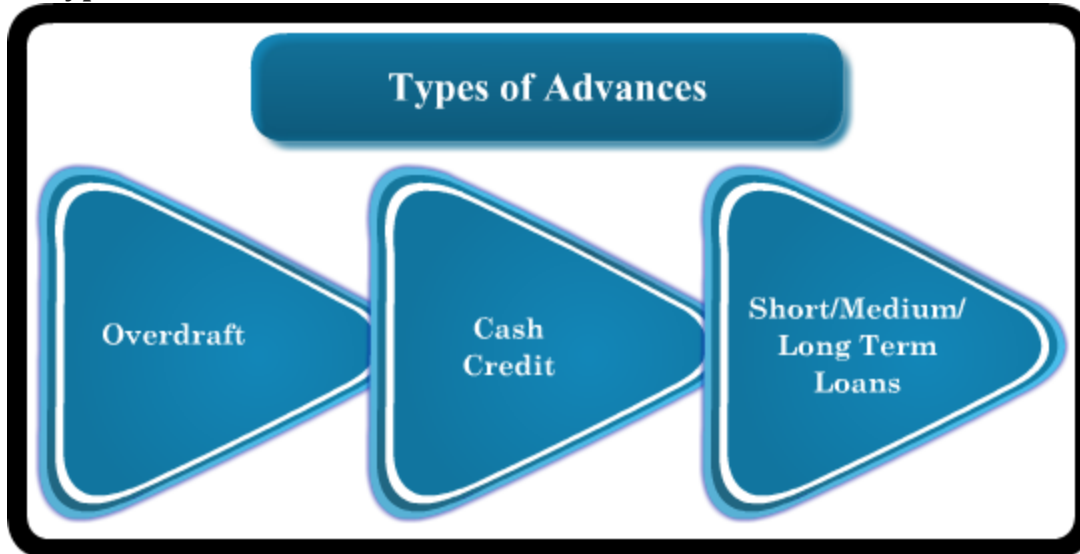 Types of Advances
Overdraft
Cash
Credit
Short/Medium/
Long Term
Loans